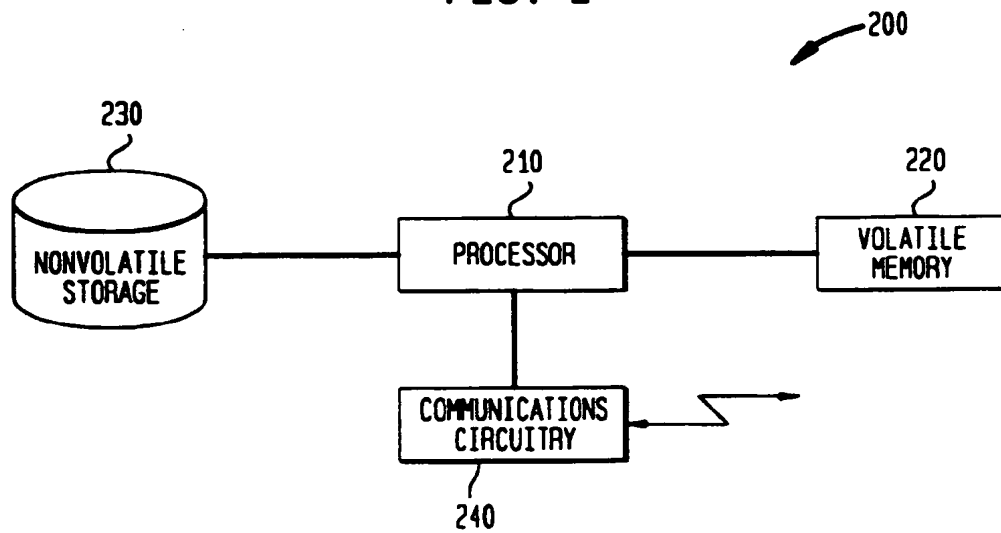 200
230
210
220
NONVOLATILE
STORAGE
PROCESSOR
VOLATILE
MEMORY
COMMUNICATIONS
CIRCUITRY
240